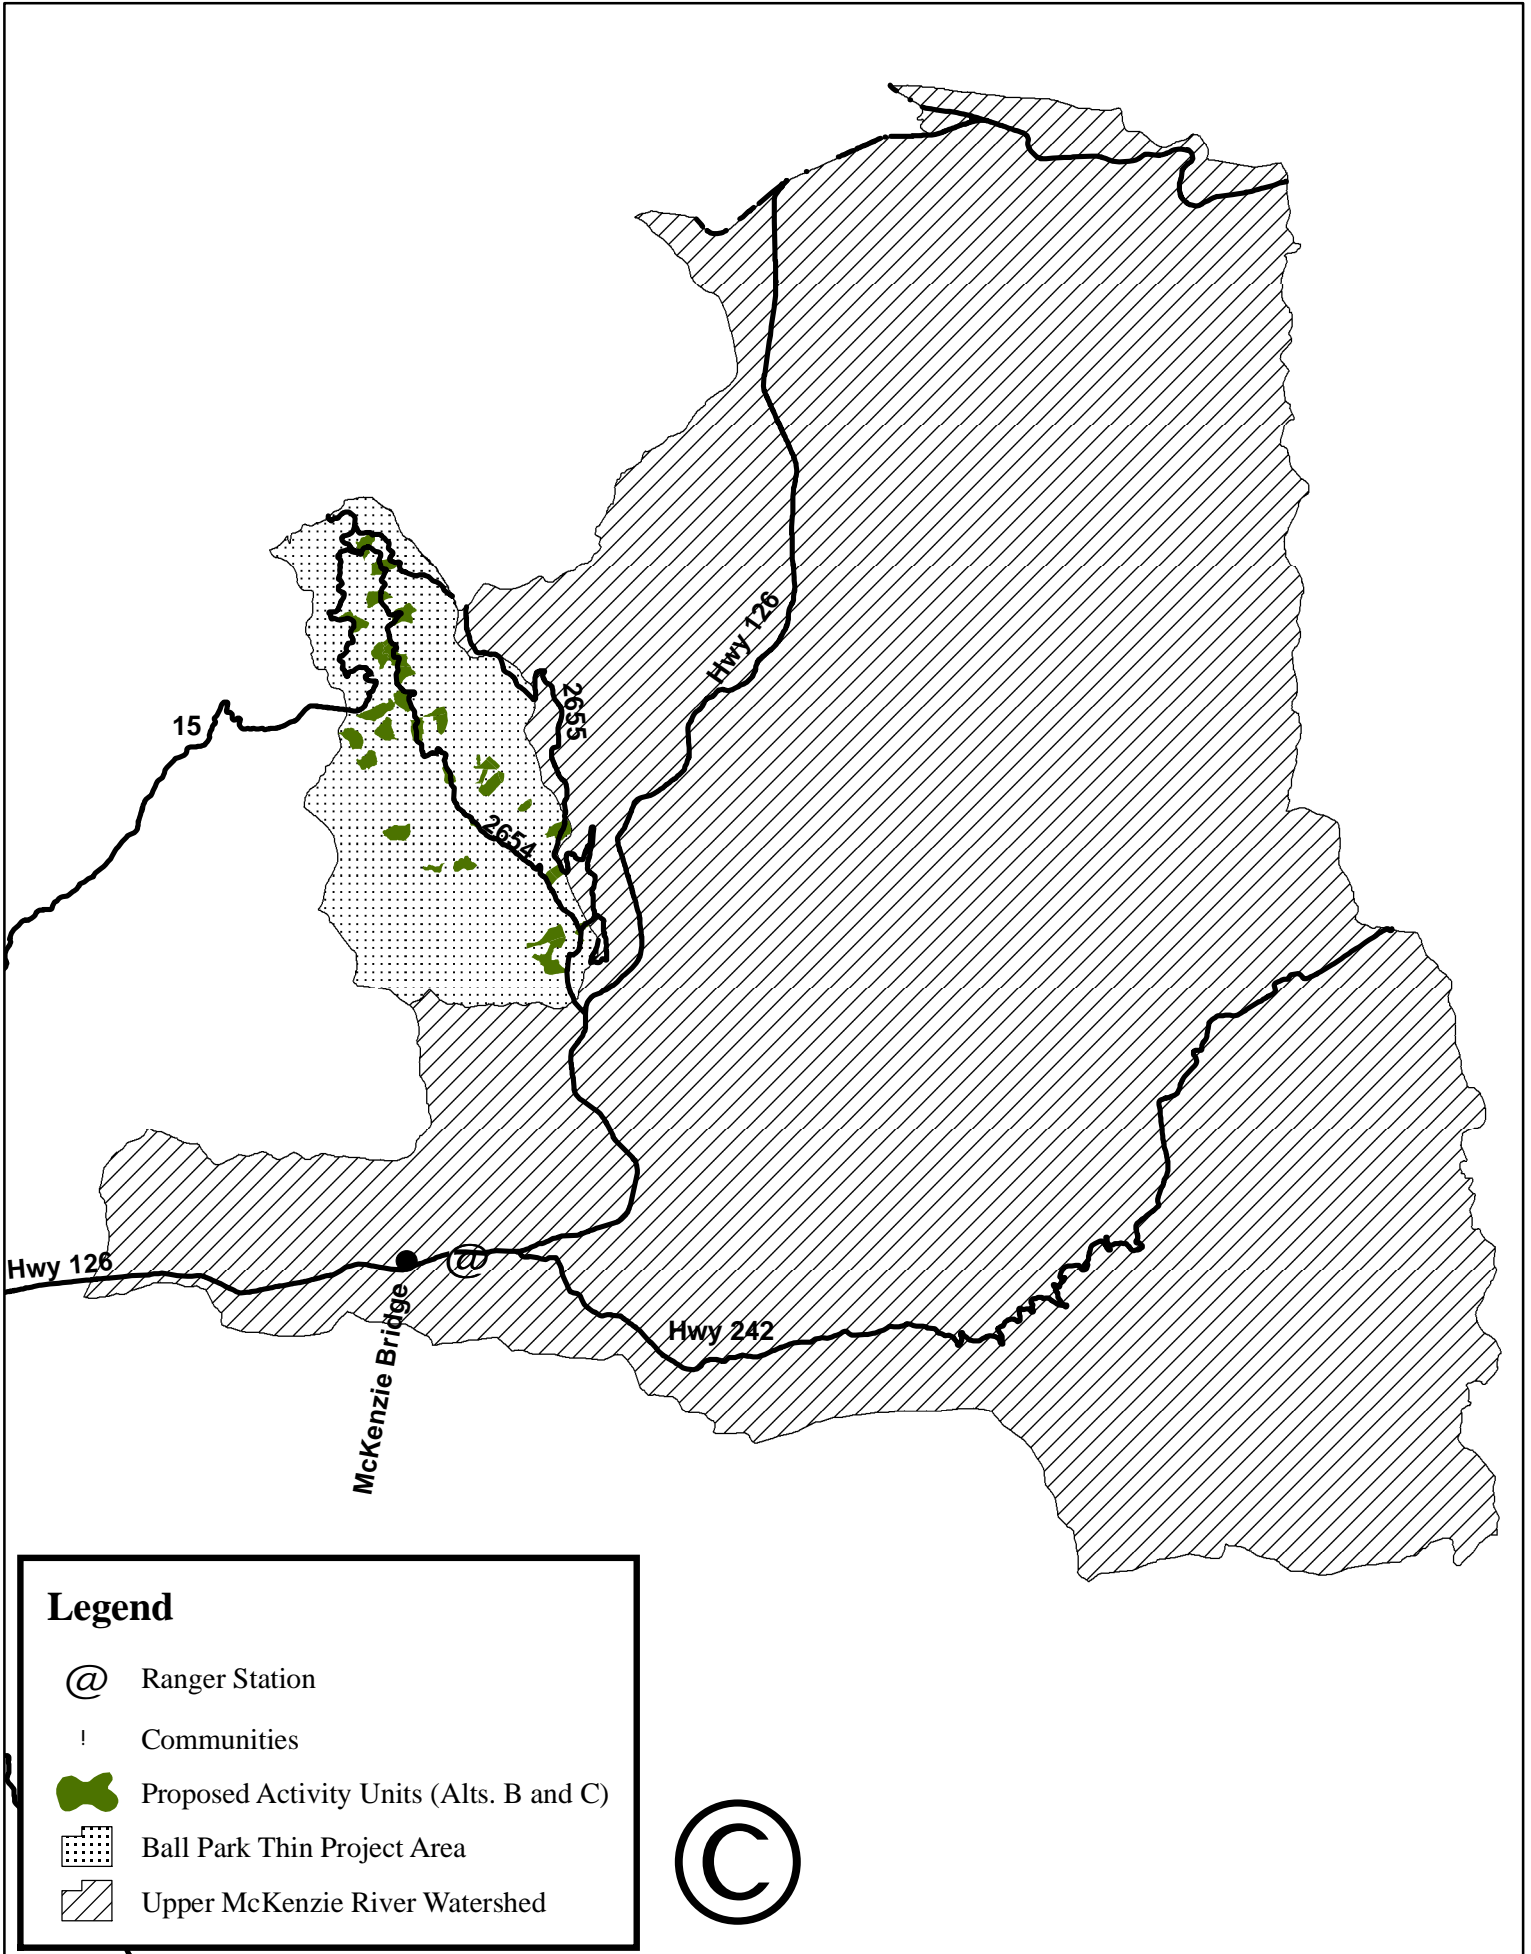 Hwy 126
2655
15
2654
Hwy 126
McKenzie Bridge
@
Hwy 242
Legend
@ Ranger Station
! Communities
Proposed Activity Units (Alts. B and C)
Ball Park Thin Project Area
Upper McKenzie River Watershed
©